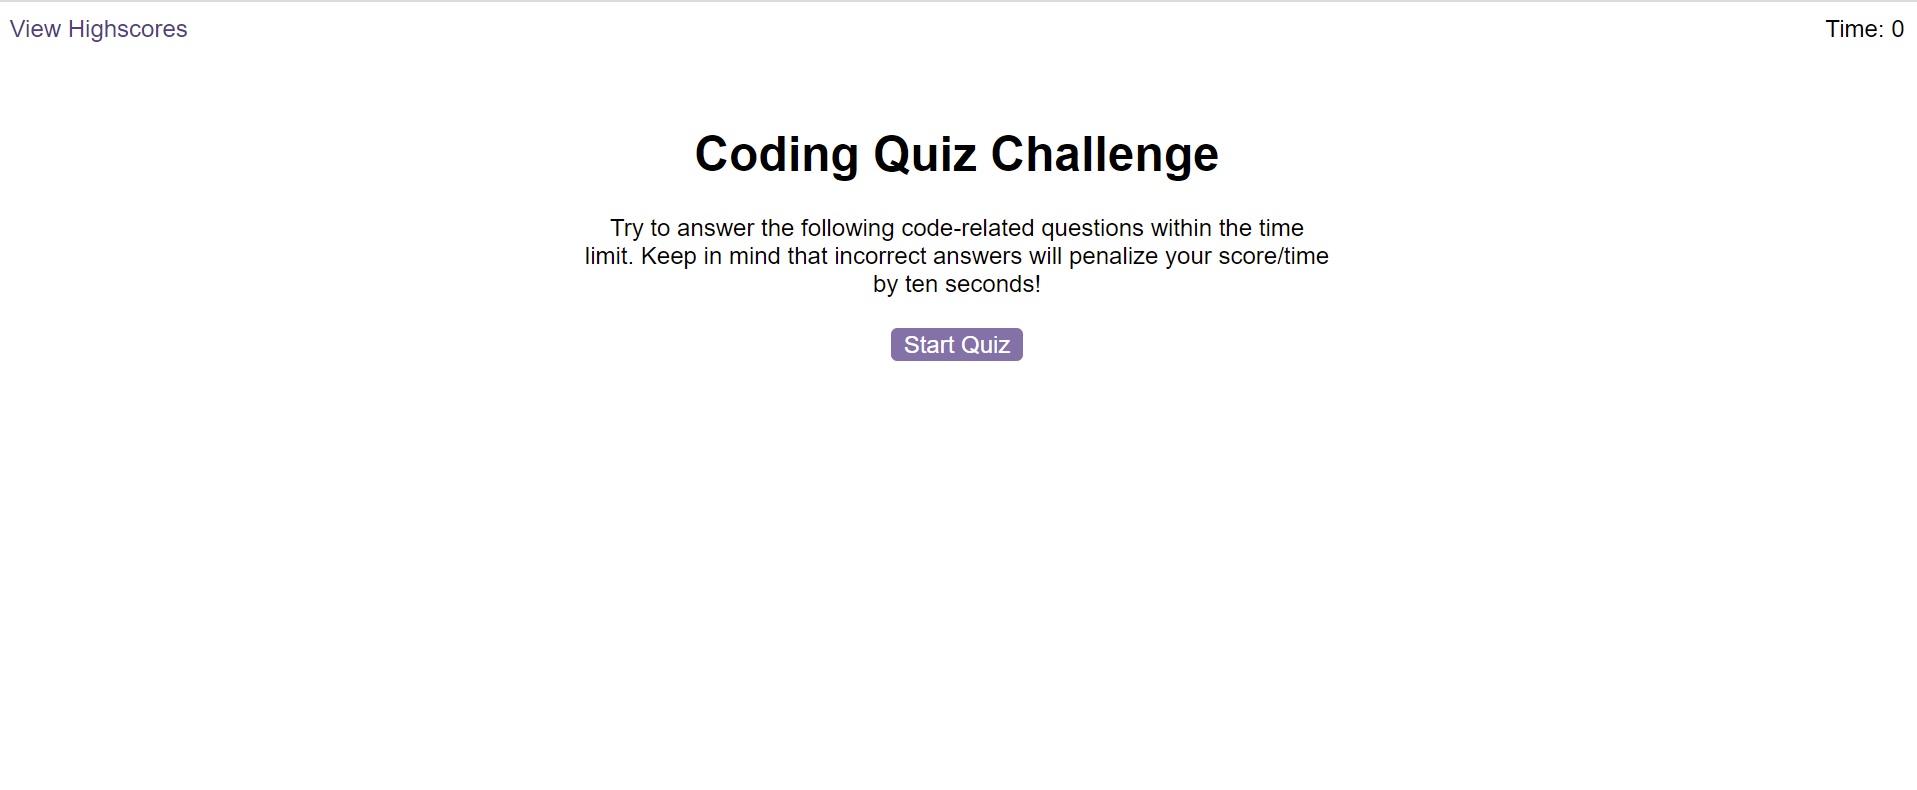 View Highscores
Time: 0
Coding Quiz Challenge
Try to answer the following code-related questions within the time
limit. Keep in mind that incorrect answers will penalize your score/time
by ten seconds!
Start Quiz